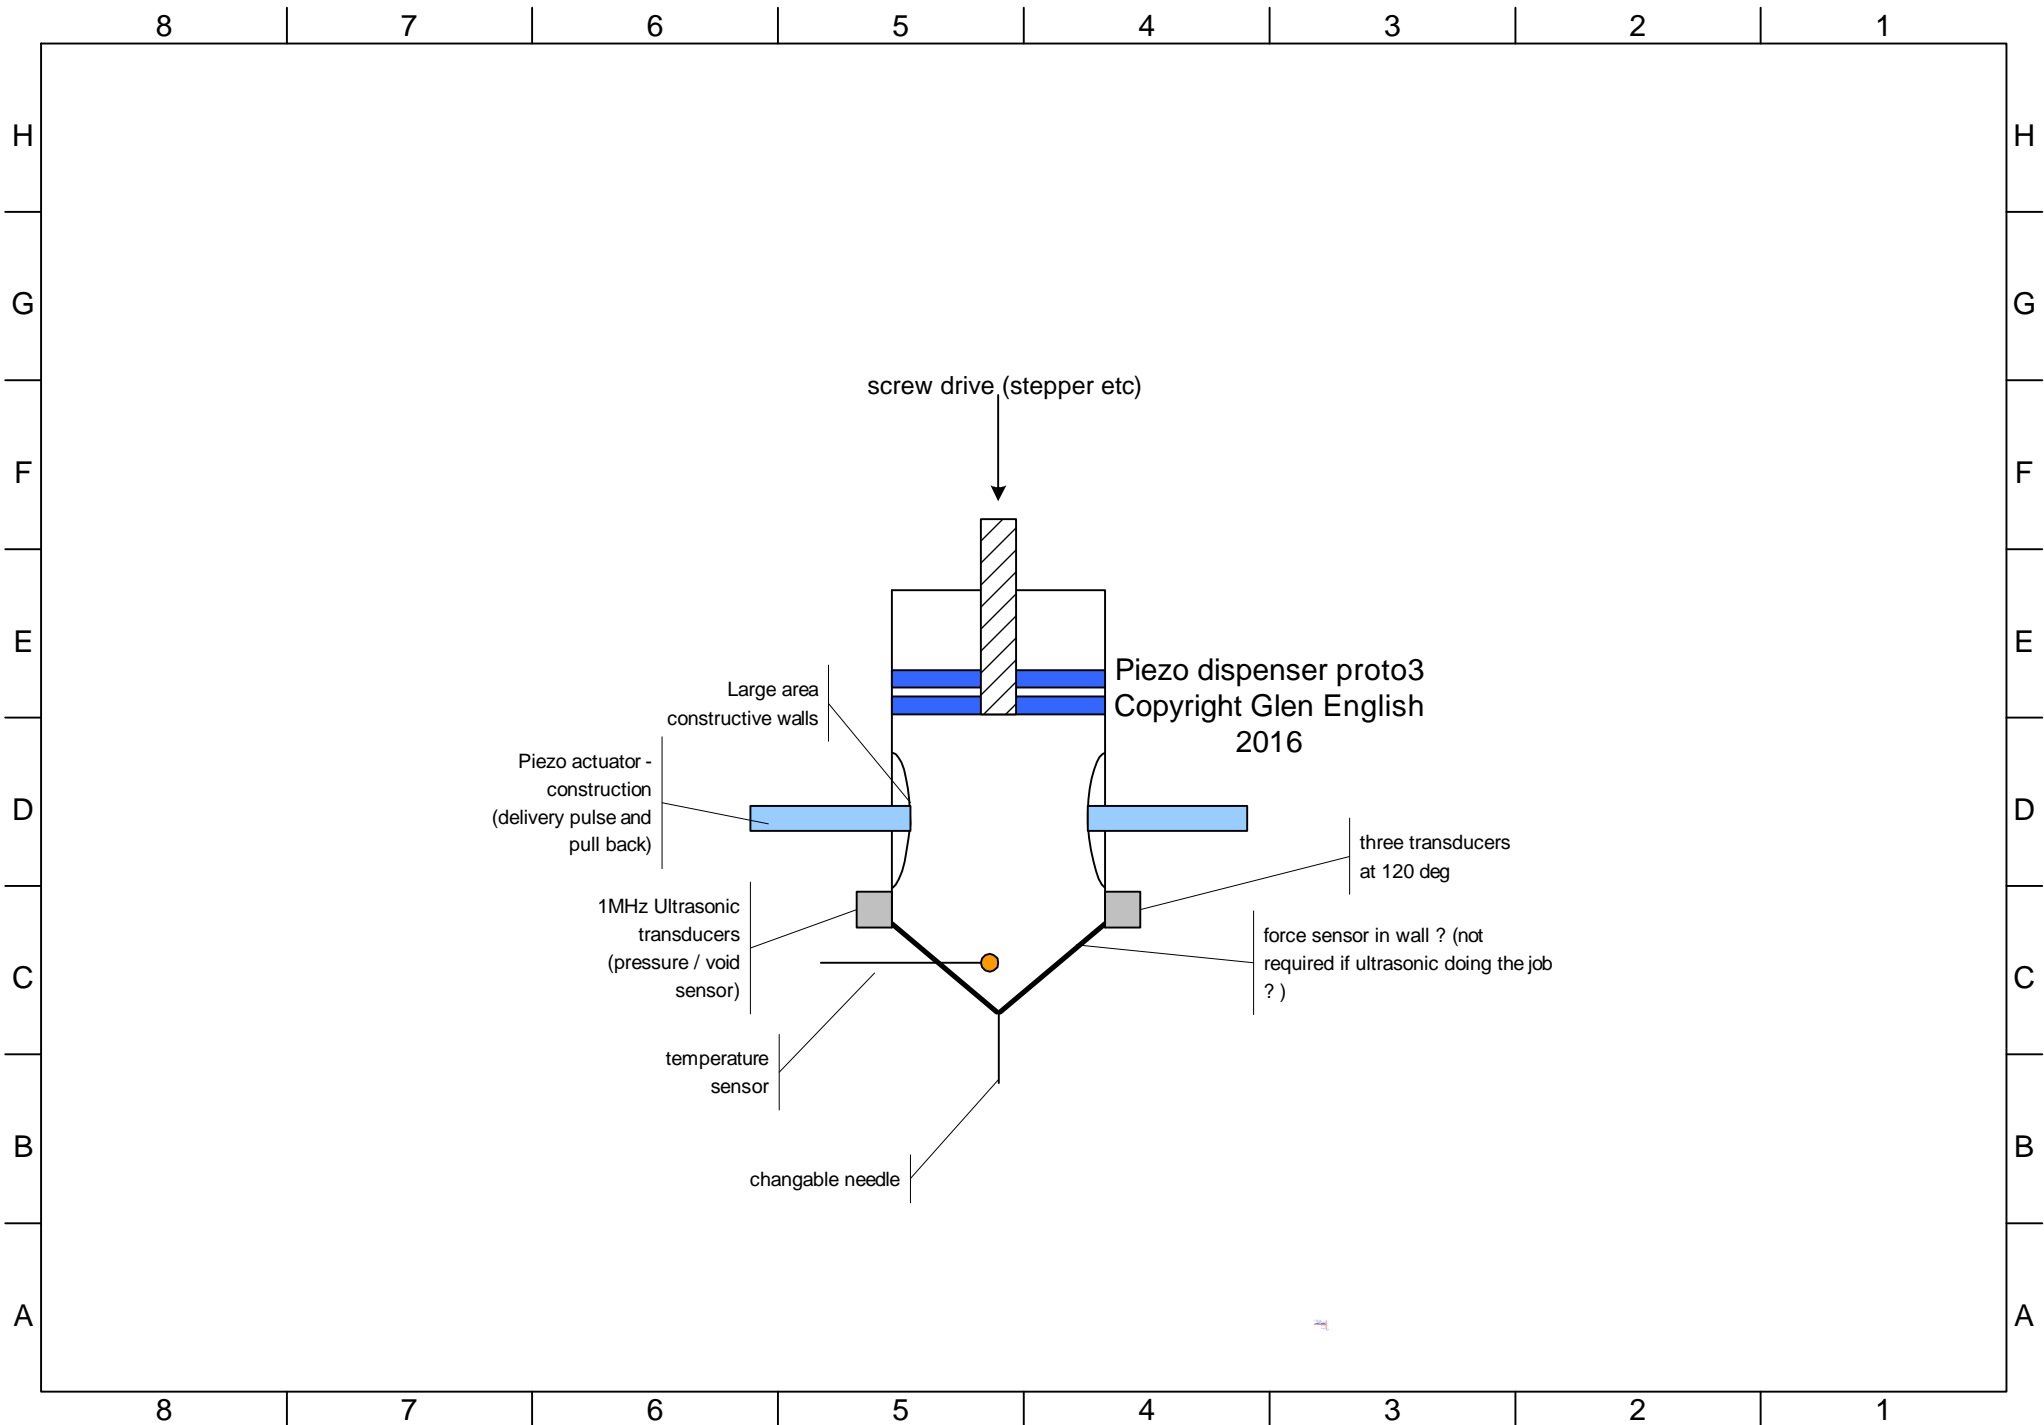 8 7 6 5 4 3 2 1
H H
G G
screw drive (stepper etc)
F F
E E
Piezo dispenser proto3
Copyright Glen English
2016
Large area
constructive walls
Piezo actuator -
construction
(delivery pulse and
pull back)
D D
three transducers
at 120 deg
1MHz Ultrasonic
transducers
(pressure / void
sensor)
force sensor in wall ? (not
required if ultrasonic doing the job
? )
C C
temperature
sensor
B B
changable needle
A A
8 7 6 5 4 3 2 1